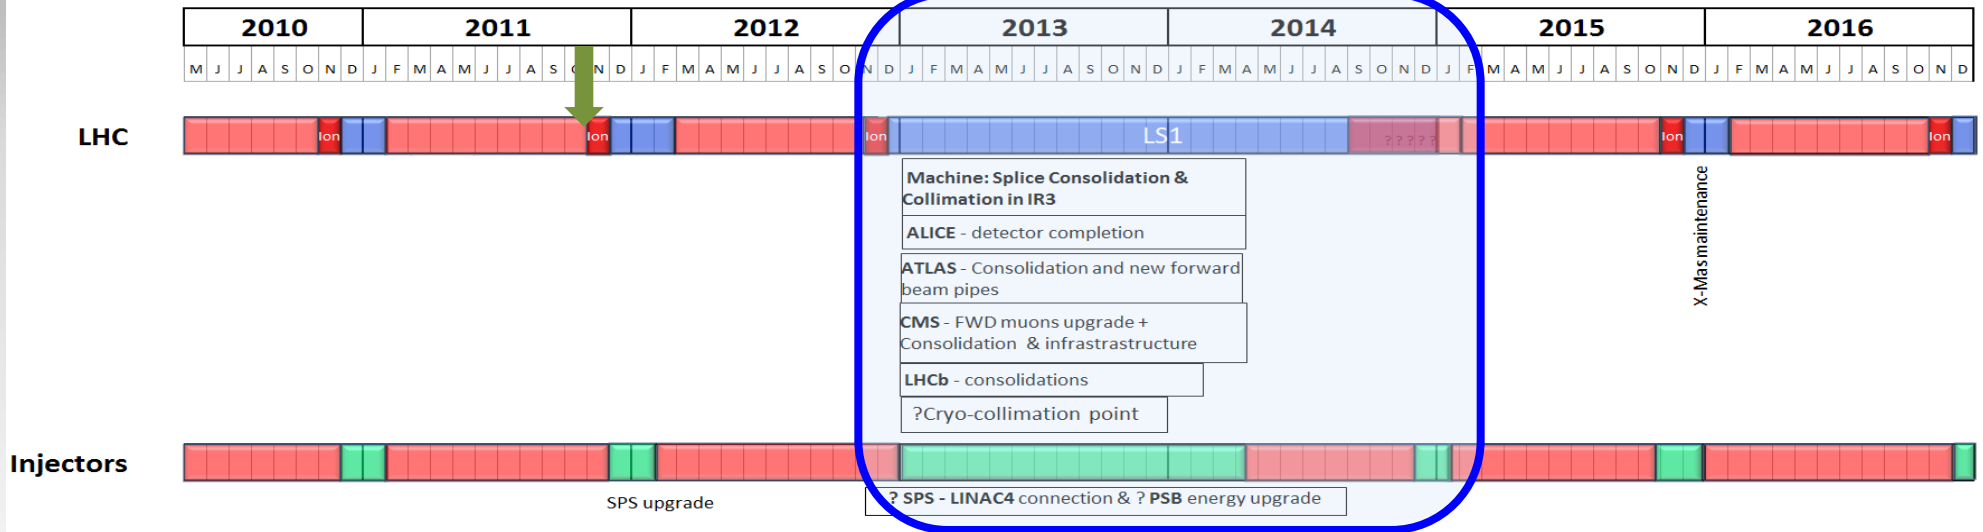 2010 2011 2012 2013 2014 2015 2016
M J J A S O N D J F M A M J J A S O N D J F M A M J J A S O N D J F M A M J J A S O N D J F M A M J J A S O N D J F M A M J J A S O N D J F M A M J J A S O N D
LHC Ion Ion Ion LS1 ? ? ? ? ? Ion Ion
Machine: Splice Consolidation &
Collimation in IR3
ALICE - detector completion
ATLAS - Consolidation and new forward
beam pipes
CMS - FWD muons upgrade +
Consolidation & infrastrastructure
LHCb - consolidations
?Cryo-collimation point
X-Mas maintenance
Injectors
SPS upgrade
? SPS - LINAC4 connection & ? PSB energy upgrade